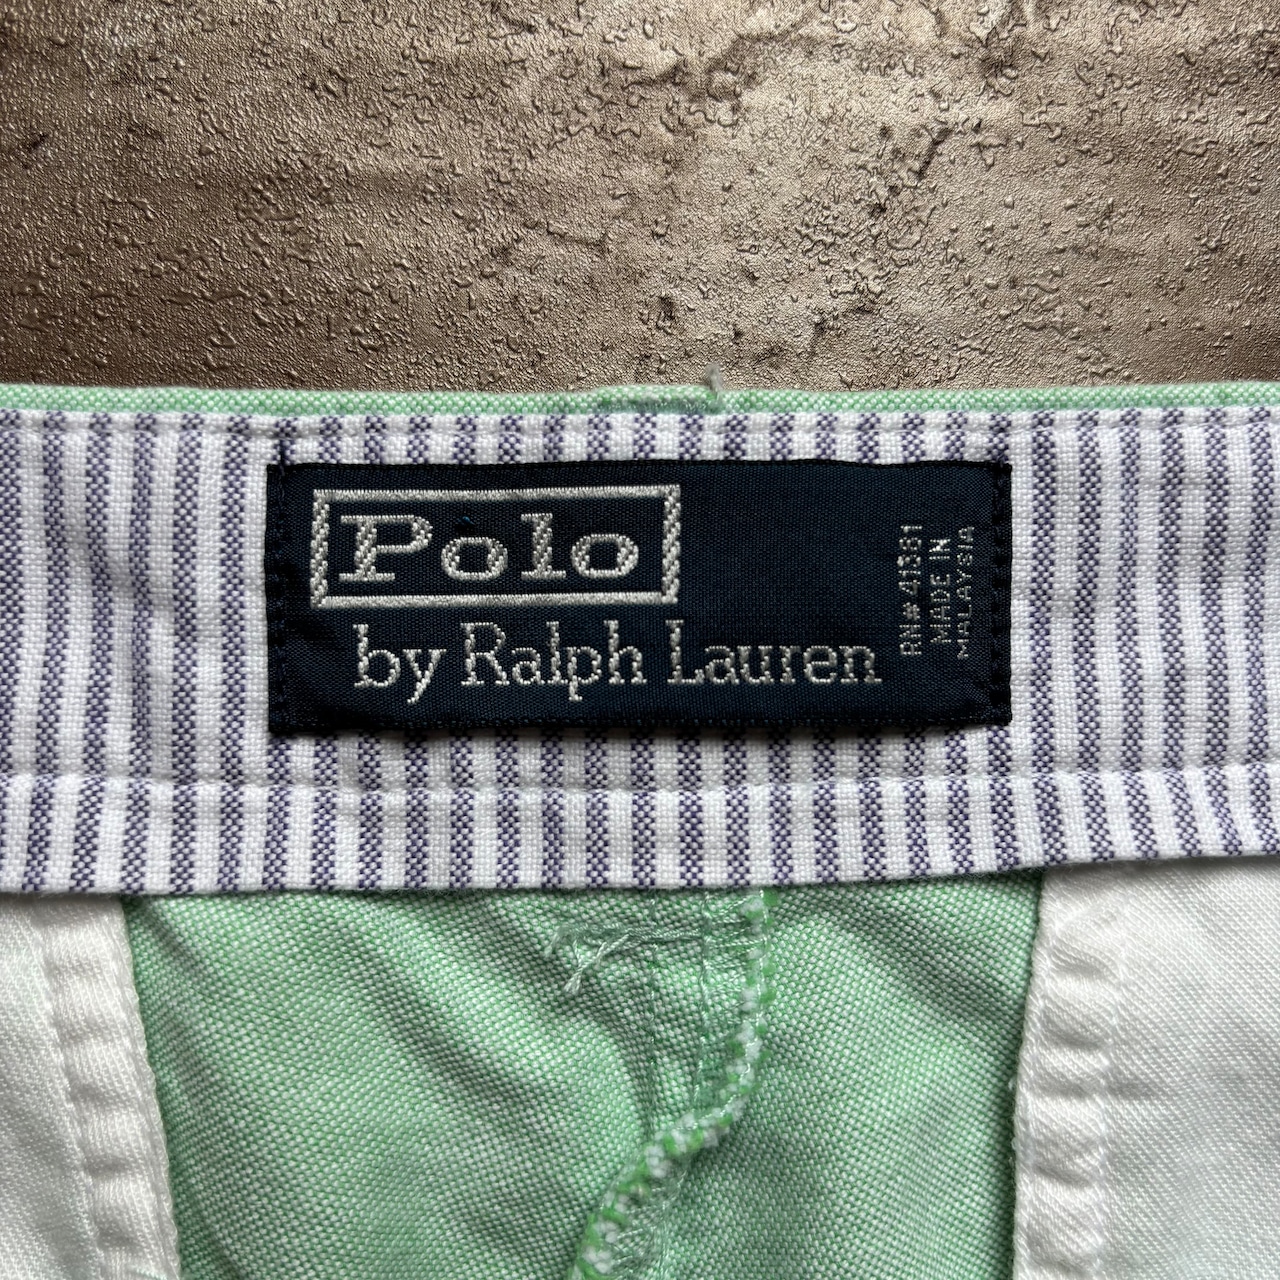 Polo
by Ralph Lauren
RN# 41381
MADE IN
MALAYSIA